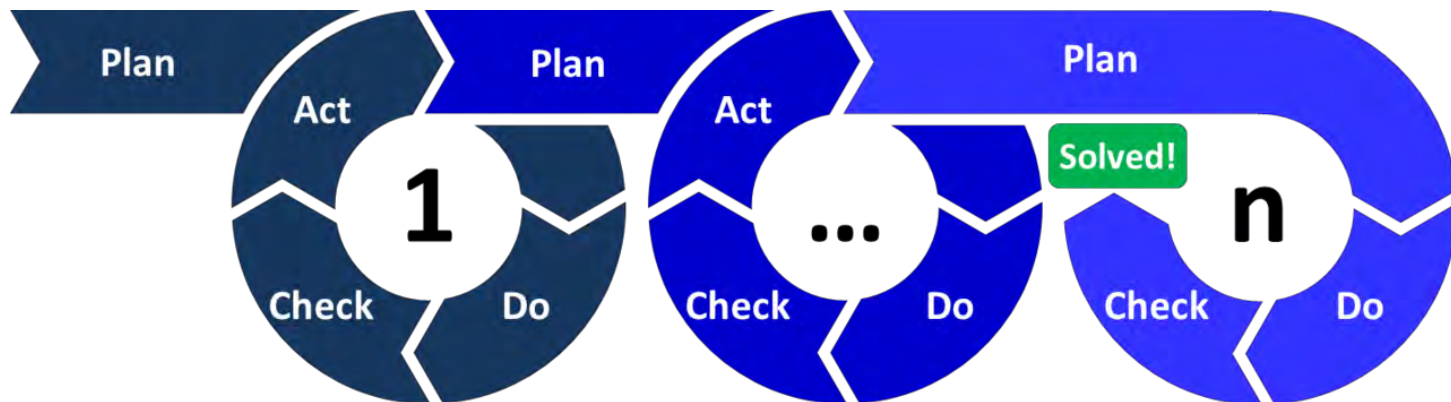 Plan
Plan
Plan
Act
Act
Solved!
1
...
n
Check
Do
Check
Do
Check
Do